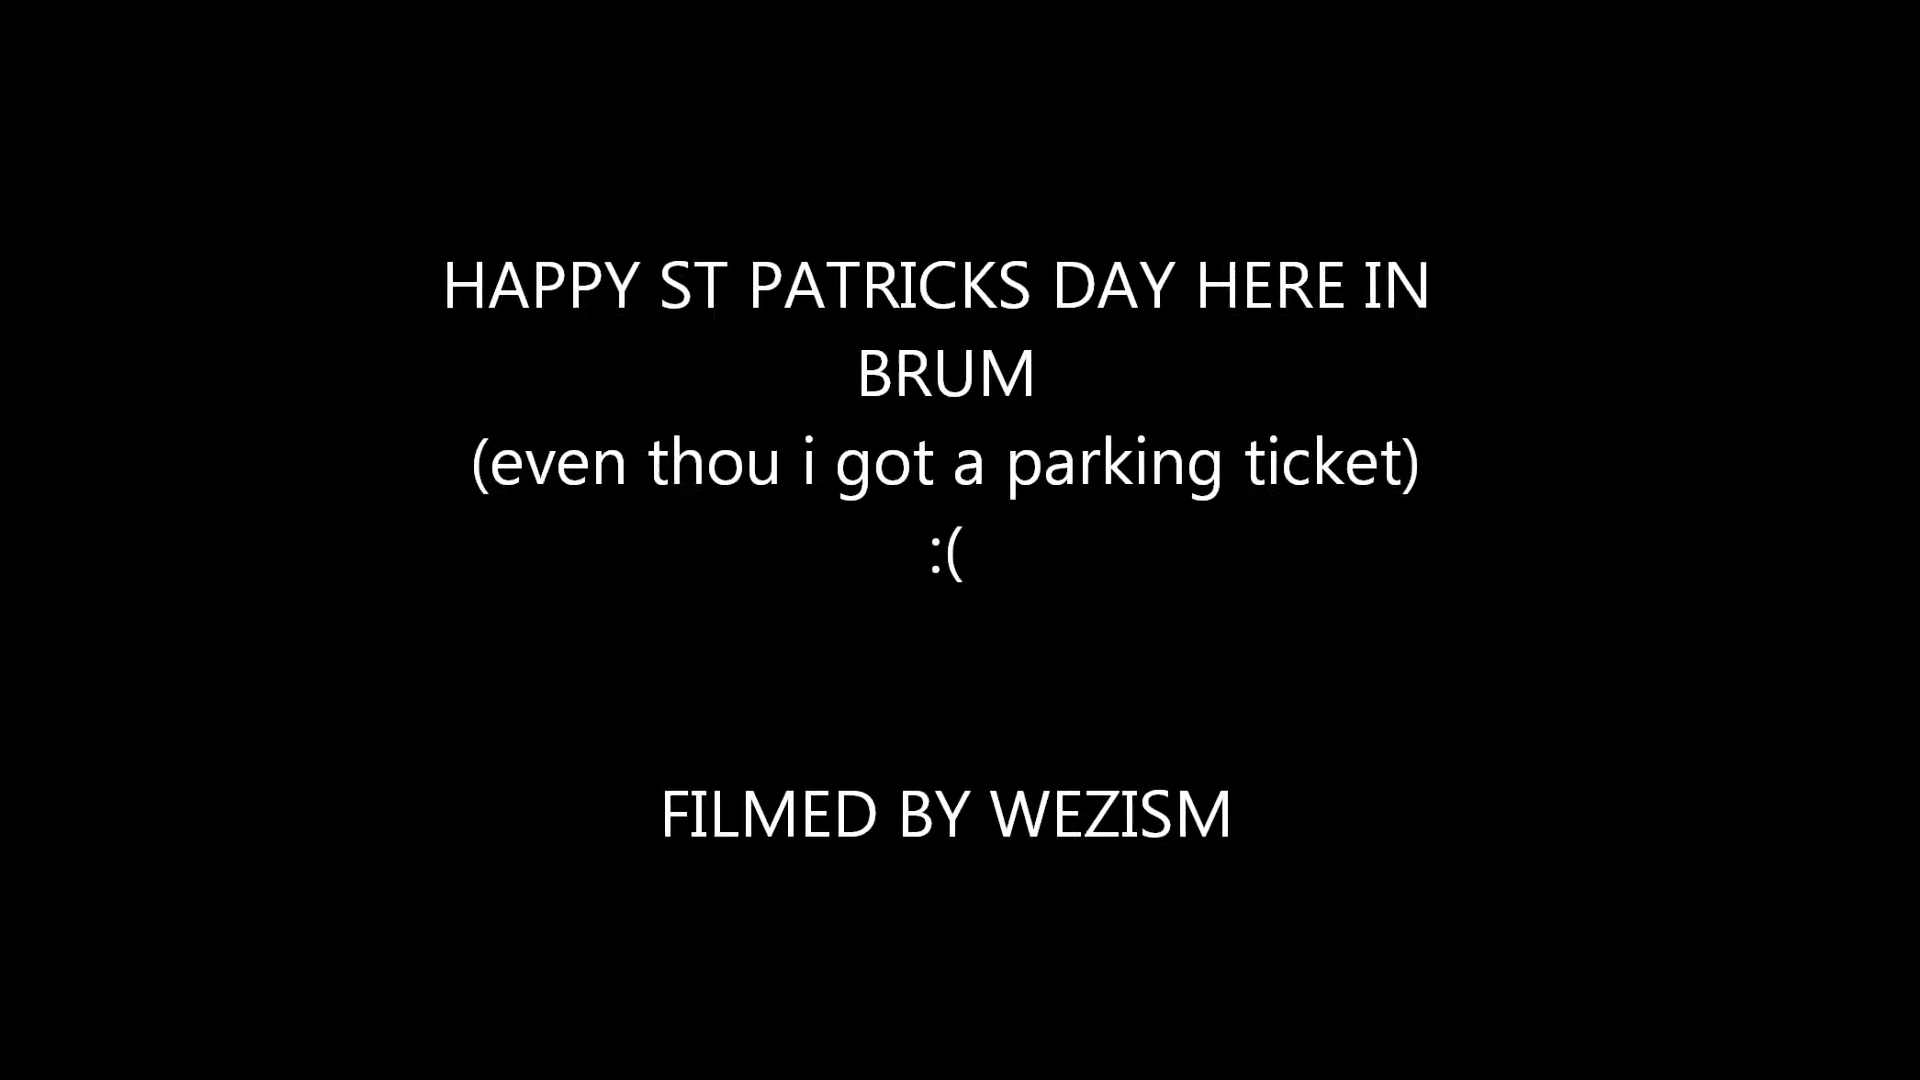 HAPPY ST PATRICKS DAY HERE IN
BRUM
(even thou i got a parking ticket)
:(
FILMED BY WEZISM